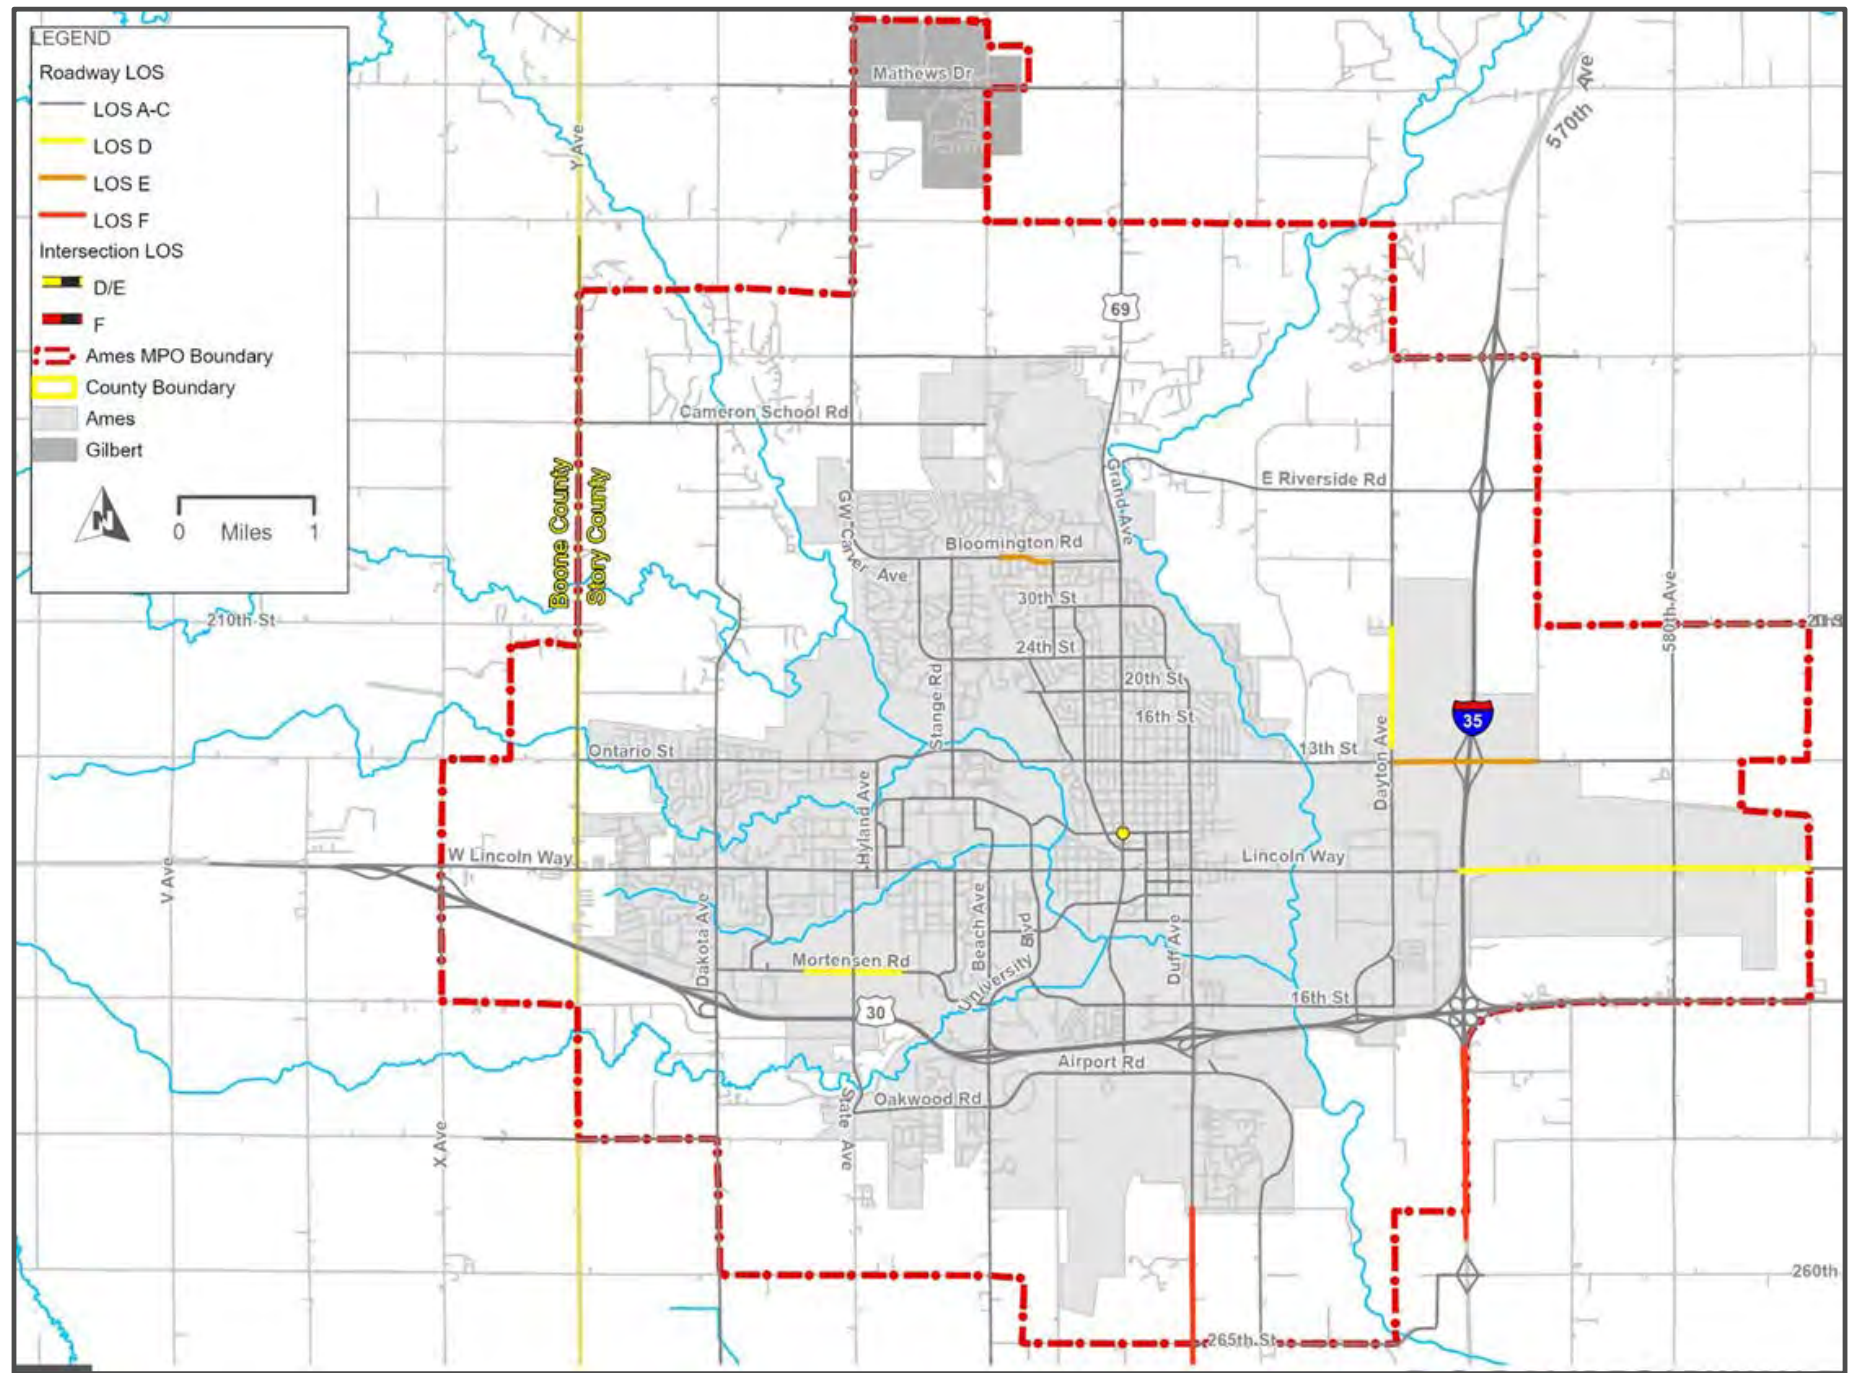 LEGEND
Roadway LOS
LOS A-C
LOS D
LOS E
LOS F
Intersection LOS
D/E
F
Ames MPO Boundary
County Boundary
Ames
Gilbert
N
0 Miles 1
Mathews Dr
Y Ave
570th Ave
69
Cameron School Rd
Boone County
Story County
GW Carver Ave
Grand Ave
E Riverside Rd
Bloomington Rd
30th St
210th St
580th Ave
24th St
20th St
Stange Rd
16th St
35
Ontario St
13th St
Dayton Ave
Hyland Ave
W Lincoln Way
Lincoln Way
V Ave
Dakota Ave
Beach Ave
University Blvd
Duff Ave
Mortensen Rd
16th St
30
Airport Rd
Oakwood Rd
State Ave
X Ave
260th
265th St